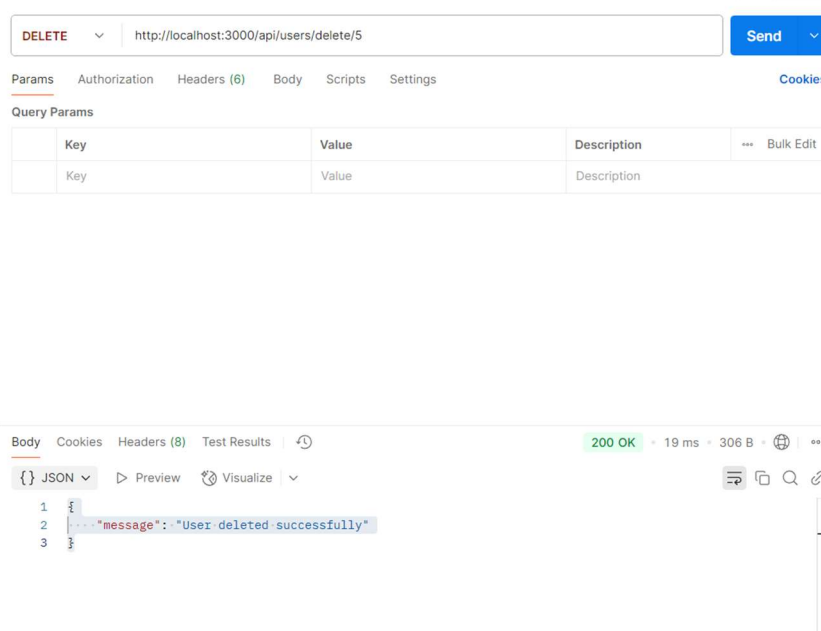 DELETE http://localhost:3000/api/users/delete/5 Send
Params Authorization Headers (6) Body Scripts Settings Cookies
Query Params
Key Value Description Bulk Edit
Key Value Description
Body Cookies Headers (8) Test Results 200 OK 19 ms 306 B
{} JSON Preview Visualize
1 {
2 "message": "User deleted successfully"
3 }